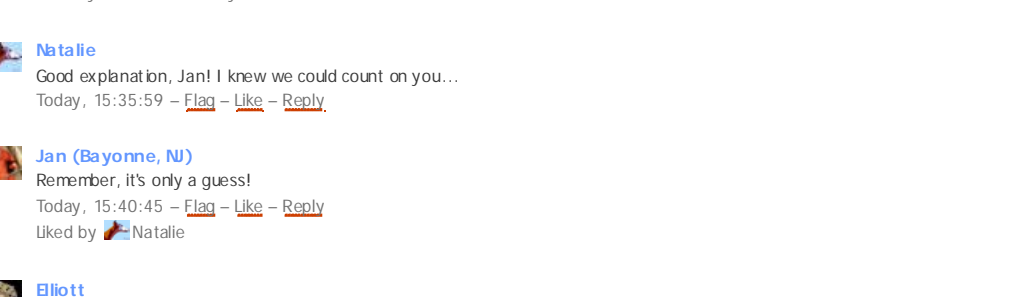 Natalie
Good explanation, Jan! I knew we could count on you...
Today, 15:35:59 – Flag – Like – Reply
Jan (Bayonne, NJ)
Remember, it's only a guess!
Today, 15:40:45 – Flag – Like – Reply
Liked by Natalie
Elliott